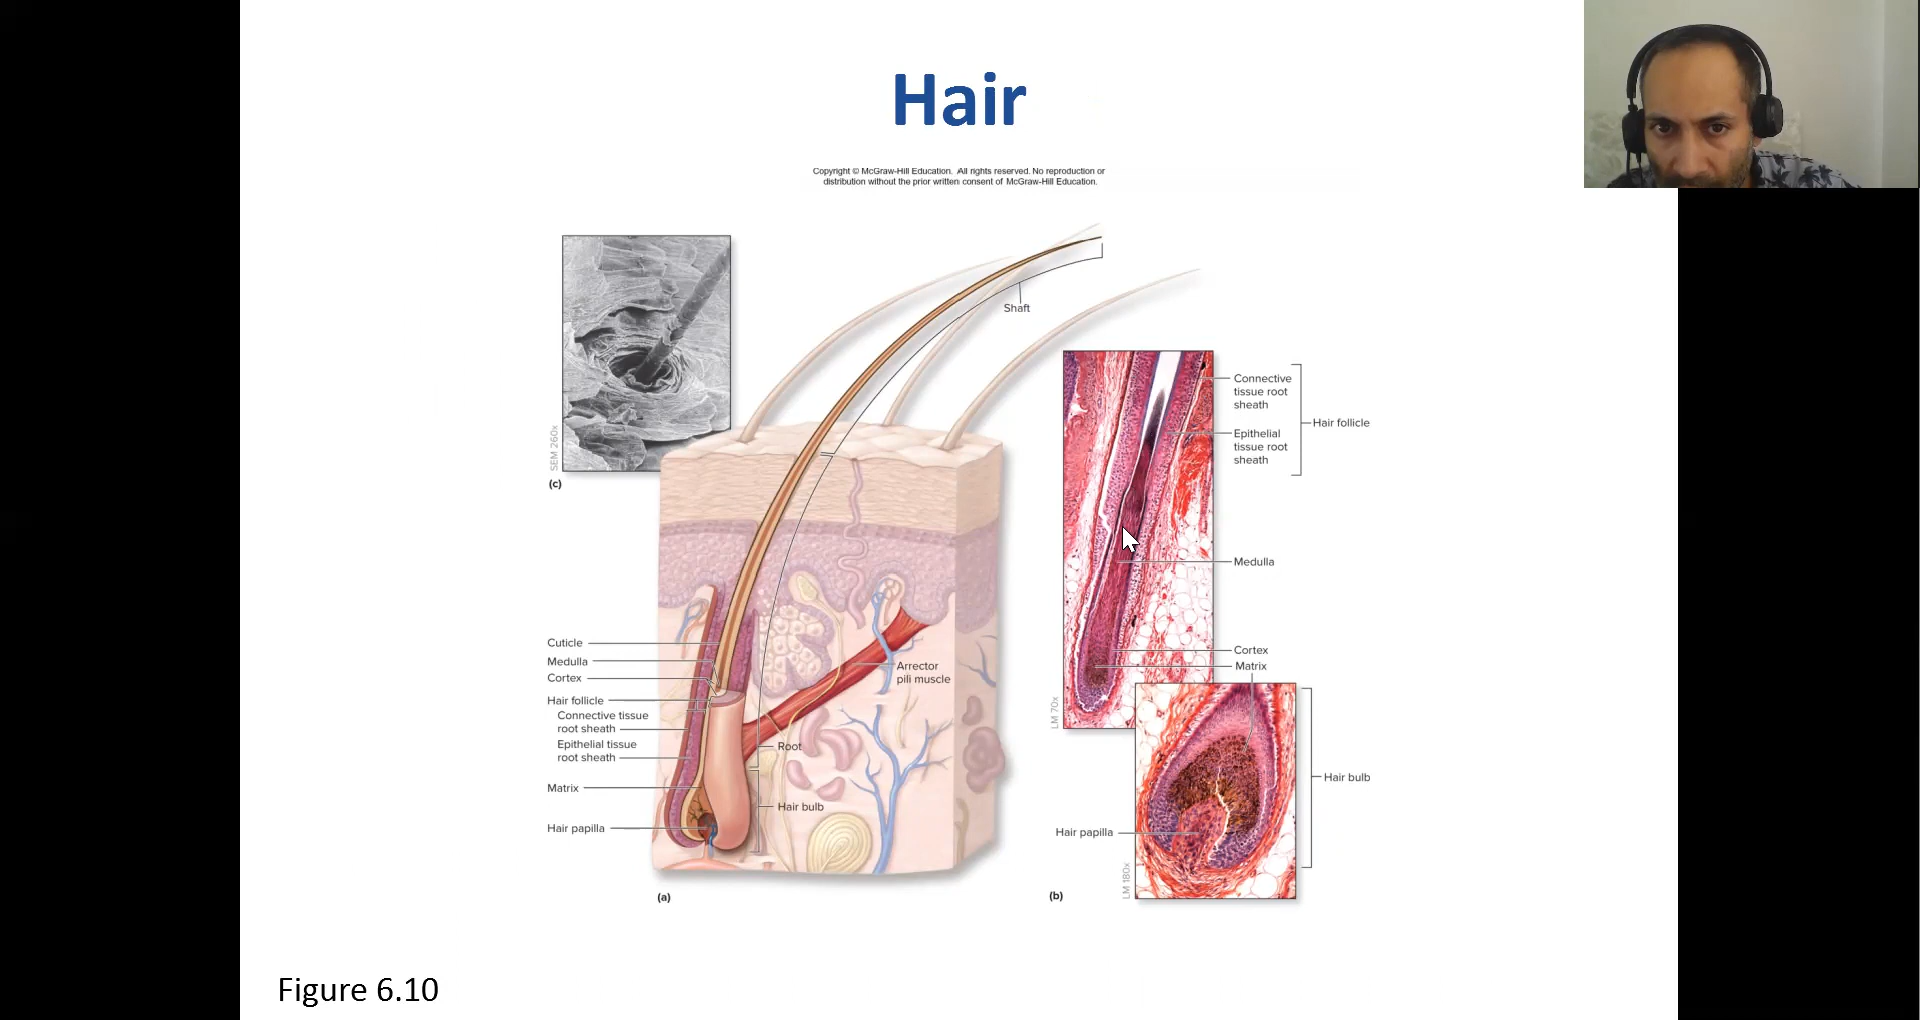 Hair
Copyright © McGraw-Hill Education. All rights reserved. No reproduction or
distribution without the prior written consent of McGraw-Hill Education.
SEM 260x
(c)
Shaft
Cuticle
Medulla
Cortex
Hair follicle
Connective tissue
root sheath
Epithelial tissue
root sheath
Matrix
Hair papilla
Arrector
pili muscle
Root
Hair bulb
(a)
Connective
tissue root
sheath
Epithelial
tissue root
sheath
Hair follicle
Medulla
Cortex
Matrix
LM 70x
Hair bulb
Hair papilla
LM 180x
(b)
Figure 6.10